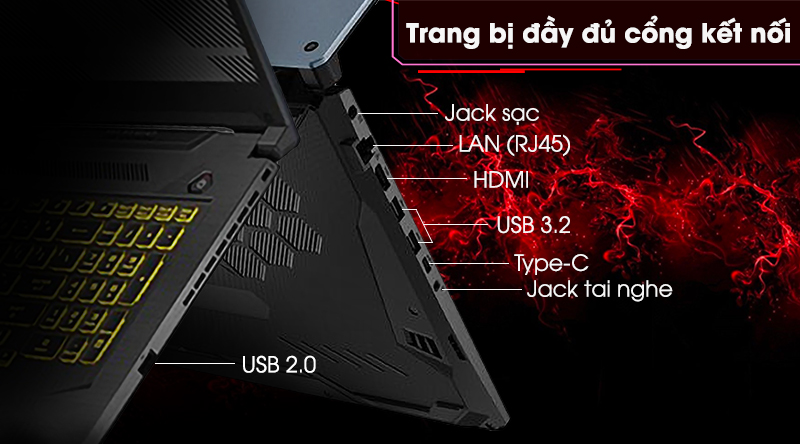 Trang bị đầy đủ cổng kết nối
Jack sạc
LAN (RJ45)
HDMI
USB 3.2
Type-C
Jack tai nghe
USB 2.0